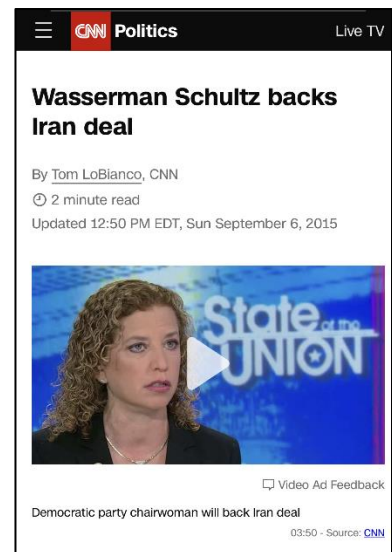 CNN Politics Live TV
Wasserman Schultz backs
Iran deal
By Tom LoBianco, CNN
2 minute read
Updated 12:50 PM EDT, Sun September 6, 2015
State of the
UNION
Video Ad Feedback
Democratic party chairwoman will back Iran deal
03:50 - Source: CNN